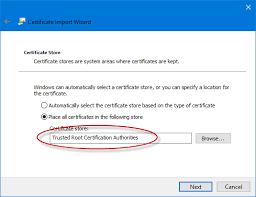 Certificate Import Wizard
Certificate Store
Certificate stores are system areas where certificates are kept.
Windows can automatically select a certificate store, or you can specify a location for
the certificate.
Automatically select the certificate store based on the type of certificate
Place all certificates in the following store
Certificate store:
Trusted Root Certification Authorities
Browse...
Next
Cancel